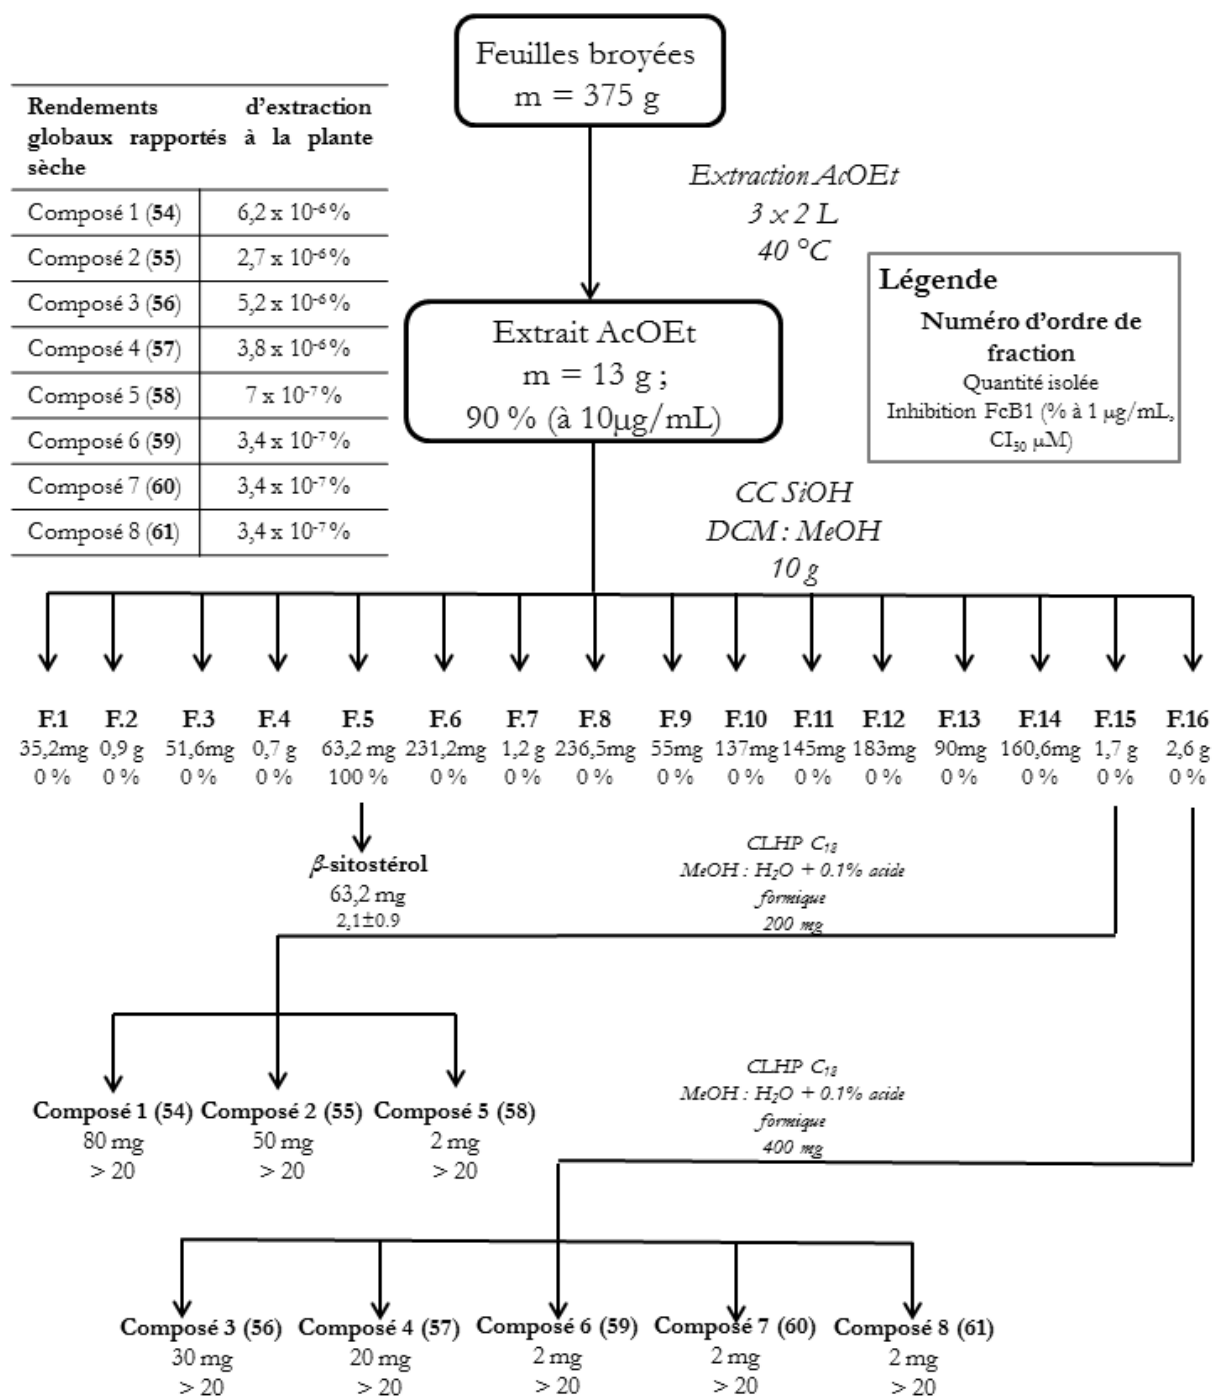 Feuilles broyées
m = 375 g
Rendements d'extraction
globaux rapportés à la plante
sèche
Composé 1 (54) 6,2 x 10⁻⁶ %
Composé 2 (55) 2,7 x 10⁻⁶ %
Composé 3 (56) 5,2 x 10⁻⁶ %
Composé 4 (57) 3,8 x 10⁻⁶ %
Composé 5 (58) 7 x 10⁻⁷ %
Composé 6 (59) 3,4 x 10⁻⁷ %
Composé 7 (60) 3,4 x 10⁻⁷ %
Composé 8 (61) 3,4 x 10⁻⁷ %
Extraction AcOEt
3 x 2 L
40 °C
Légende
Numéro d'ordre de
fraction
Quantité isolée
Inhibition FcB1 (% à 1 µg/mL,
CI₅₀ µM)
Extrait AcOEt
m = 13 g ;
90 % (à 10µg/mL)
CC SiOH
DCM : MeOH
10 g
F.1 F.2 F.3 F.4 F.5 F.6 F.7 F.8 F.9 F.10 F.11 F.12 F.13 F.14 F.15 F.16
35,2mg 0,9 g 51,6mg 0,7 g 63,2 mg 231,2mg 1,2 g 236,5mg 55mg 137mg 145mg 183mg 90mg 160,6mg 1,7 g 2,6 g
0 % 0 % 0 % 0 % 100 % 0 % 0 % 0 % 0 % 0 % 0 % 0 % 0 % 0 % 0 % 0 %
β-sitostérol
63,2 mg
2,1±0.9
CLHP C₁₈
MeOH : H₂O + 0.1% acide
formique
200 mg
Composé 1 (54) Composé 2 (55) Composé 5 (58)
80 mg 50 mg 2 mg
> 20 > 20 > 20
CLHP C₁₈
MeOH : H₂O + 0.1% acide
formique
400 mg
Composé 3 (56) Composé 4 (57) Composé 6 (59) Composé 7 (60) Composé 8 (61)
30 mg 20 mg 2 mg 2 mg 2 mg
> 20 > 20 > 20 > 20 > 20